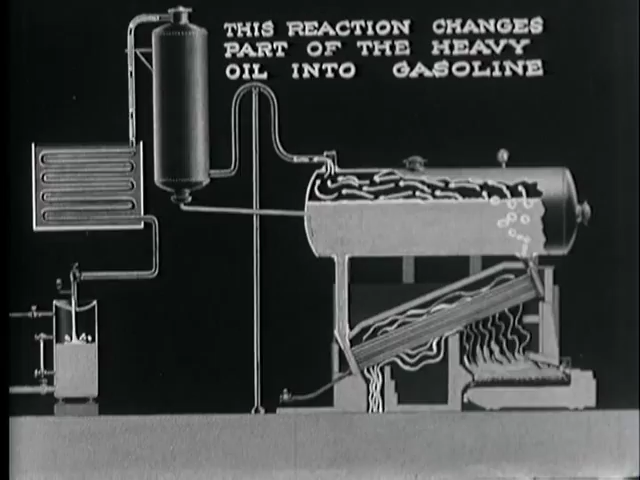 THIS REACTION CHANGES
PART OF THE HEAVY
OIL INTO GASOLINE